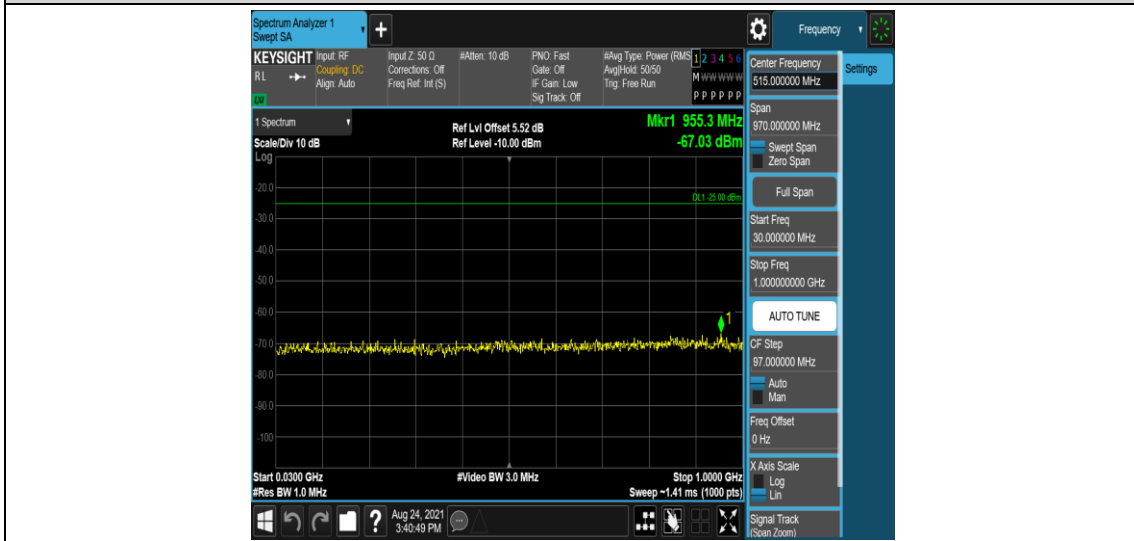 Spectrum Analyzer 1
Swept SA
+
Frequency
KEYSIGHT
RL
LXI
Input: RF
Coupling: DC
Align: Auto
Input Z: 50 Ω
Corrections: Off
Freq Ref: Int (S)
#Atten: 10 dB
PNO: Fast
Gate: Off
IF Gain: Low
Sig Track: Off
#Avg Type: Power (RMS
Avg|Hold: 50/50
Trig: Free Run
1 2 3 4 5 6
M W W W W W
P P P P P P
1 Spectrum
Scale/Div 10 dB
Ref Lvl Offset 5.52 dB
Ref Level -10.00 dBm
Mkr1 955.3 MHz
-67.03 dBm
Log
-20.0
DL1 -25.00 dBm
-30.0
-40.0
-50.0
-60.0
1
-70.0
-80.0
-90.0
-100
Start 0.0300 GHz
#Res BW 1.0 MHz
#Video BW 3.0 MHz
Stop 1.0000 GHz
Sweep ~1.41 ms (1000 pts)
Center Frequency
515.000000 MHz
Settings
Span
970.000000 MHz
Swept Span
Zero Span
Full Span
Start Freq
30.000000 MHz
Stop Freq
1.000000000 GHz
AUTO TUNE
CF Step
97.000000 MHz
Auto
Man
Freq Offset
0 Hz
X Axis Scale
Log
Lin
Signal Track
(Span Zoom)
?
Aug 24, 2021
3:40:49 PM